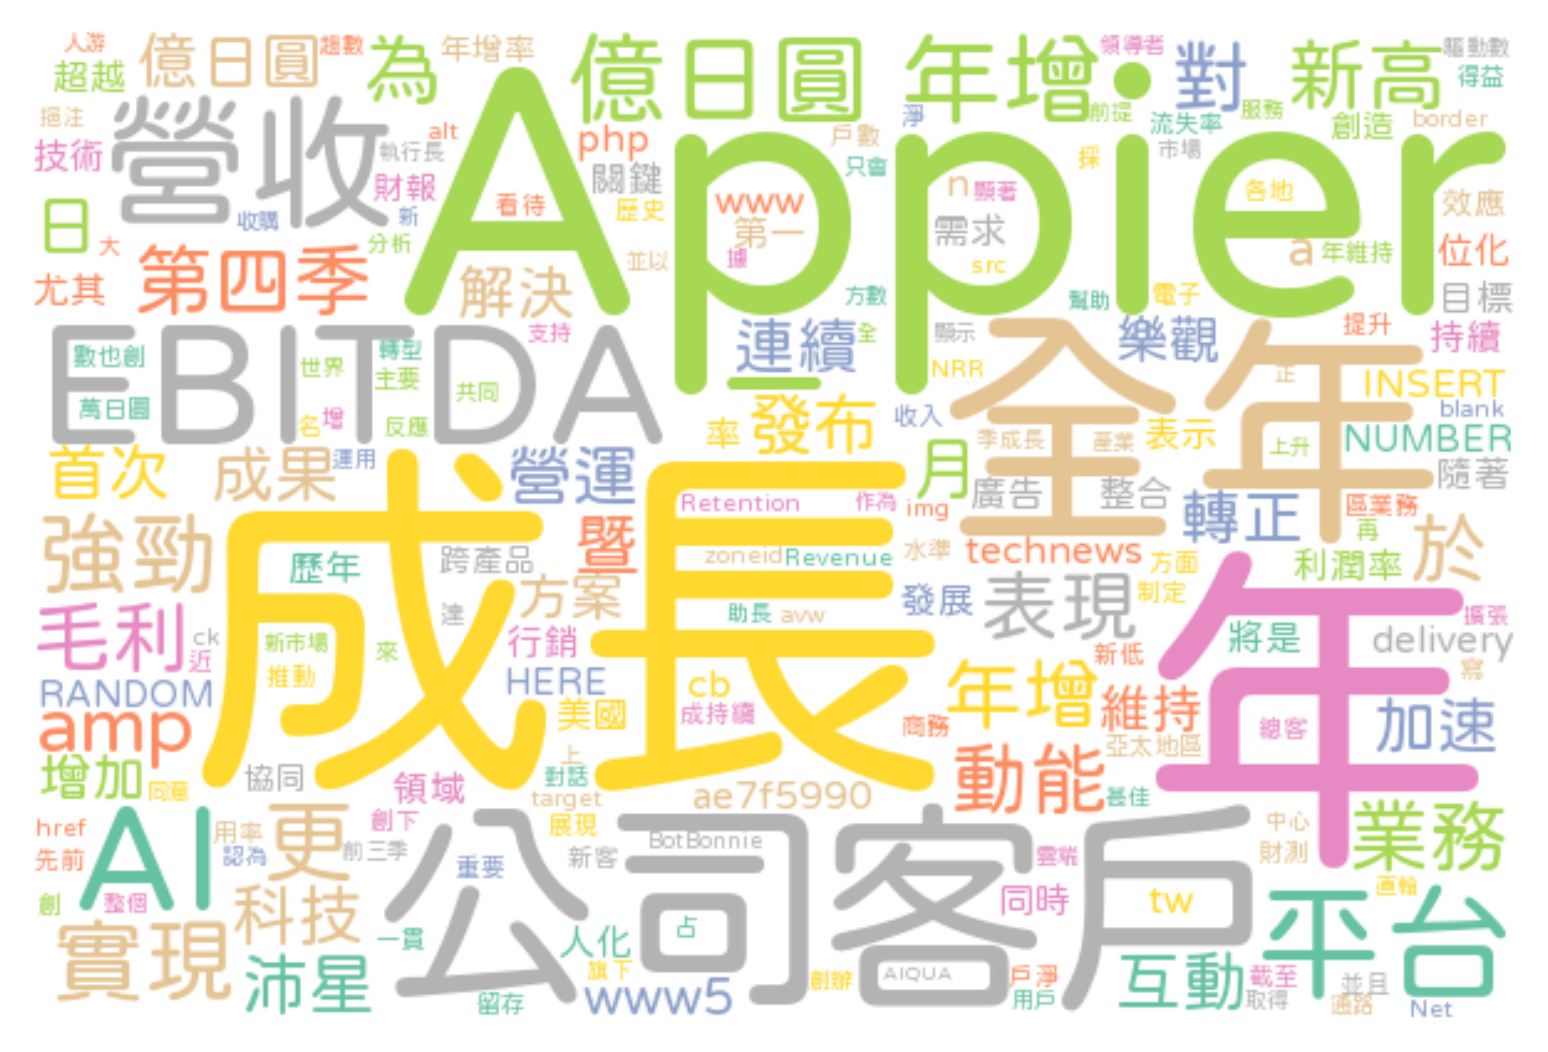 人游
億日圓
趨數
為
年增率
億日圓
年增
領導者
對
新高
驅動數
超越
得益
挹注
營收
alt
php
戶數
淨
前提
流失率
服務
創造
border
技術
執行長
Appier
關鍵
只會
採
市場
財報
看待
歷史
www
n
顯著
各地
效應
日
收購
新
第一
需求
大
分析
並以
據
src
a
年維持
位化
尤其
第四季
解決
方數
幫助
電子
目標
EBITDA
支持
連續
全
顯示
樂觀
提升
持續
數也創
轉型
世界
主要
共同
NRR
全年
正
INSERT
萬日圓
名
增
反應
率
發布
收入
季成長
產業
表示
上升
blank
NUMBER
首次
成果
運用
營運
月
廣告
整合
轉正
隨著
強勁
成長
暨
Retention
作為
img
區業務
再
於
歷年
跨產品
zoneid
Revenue
水準
technews
方面
利潤率
毛利
ck
近
達
方案
助長
avw
發展
表現
制定
年
將是
擴張
新市場
來
行銷
新低
delivery
推動
RANDOM
HERE
cb
年增
維持
寫
amp
美國
成持續
商務
總客
加速
增加
同意
協同
領域
上
對話
target
ae7f5990
動能
亞太地區
甚佳
href
AI
用率
更
創下
展現
公司客戶
中心
業務
先前
認為
前三季
重要
新客
BotBonnie
雲端
財測
創
整個
科技
同時
tw
直輪
平台
實現
一貫
人化
占
沛星
旗下
創辦
AIQUA
戶淨
互動
截至
並且
留存
www5
用戶
取得
通路
Net